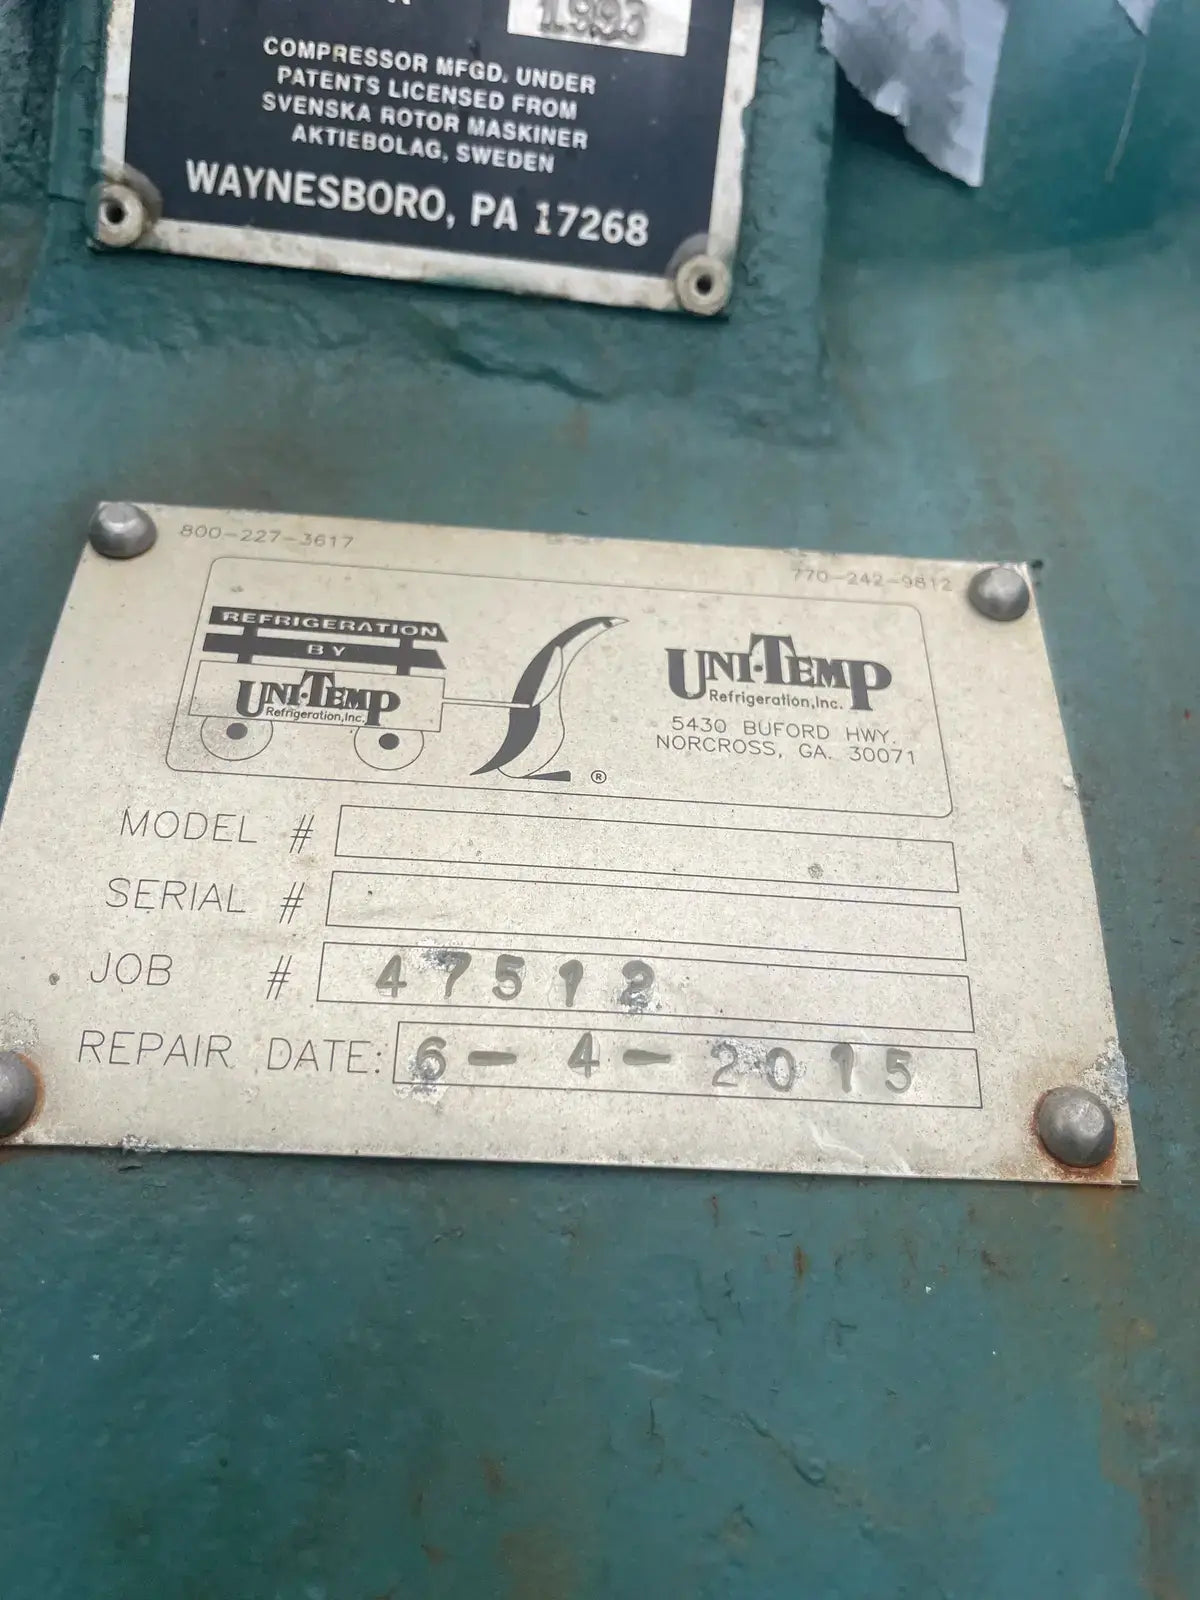 1993
COMPRESSOR MFGD. UNDER
PATENTS LICENSED FROM
SVENSKA ROTOR MASKINER
AKTIEBOLAG, SWEDEN
WAYNESBORO, PA 17268
800-227-3617
770-242-9812
REFRIGERATION
BY
UNI-TEMP
Refrigeration,Inc.
®
UNI-TEMP
Refrigeration,Inc.
5430 BUFORD HWY.
NORCROSS, GA. 30071
MODEL #
SERIAL #
JOB # 47512
REPAIR DATE: 6-4-2015